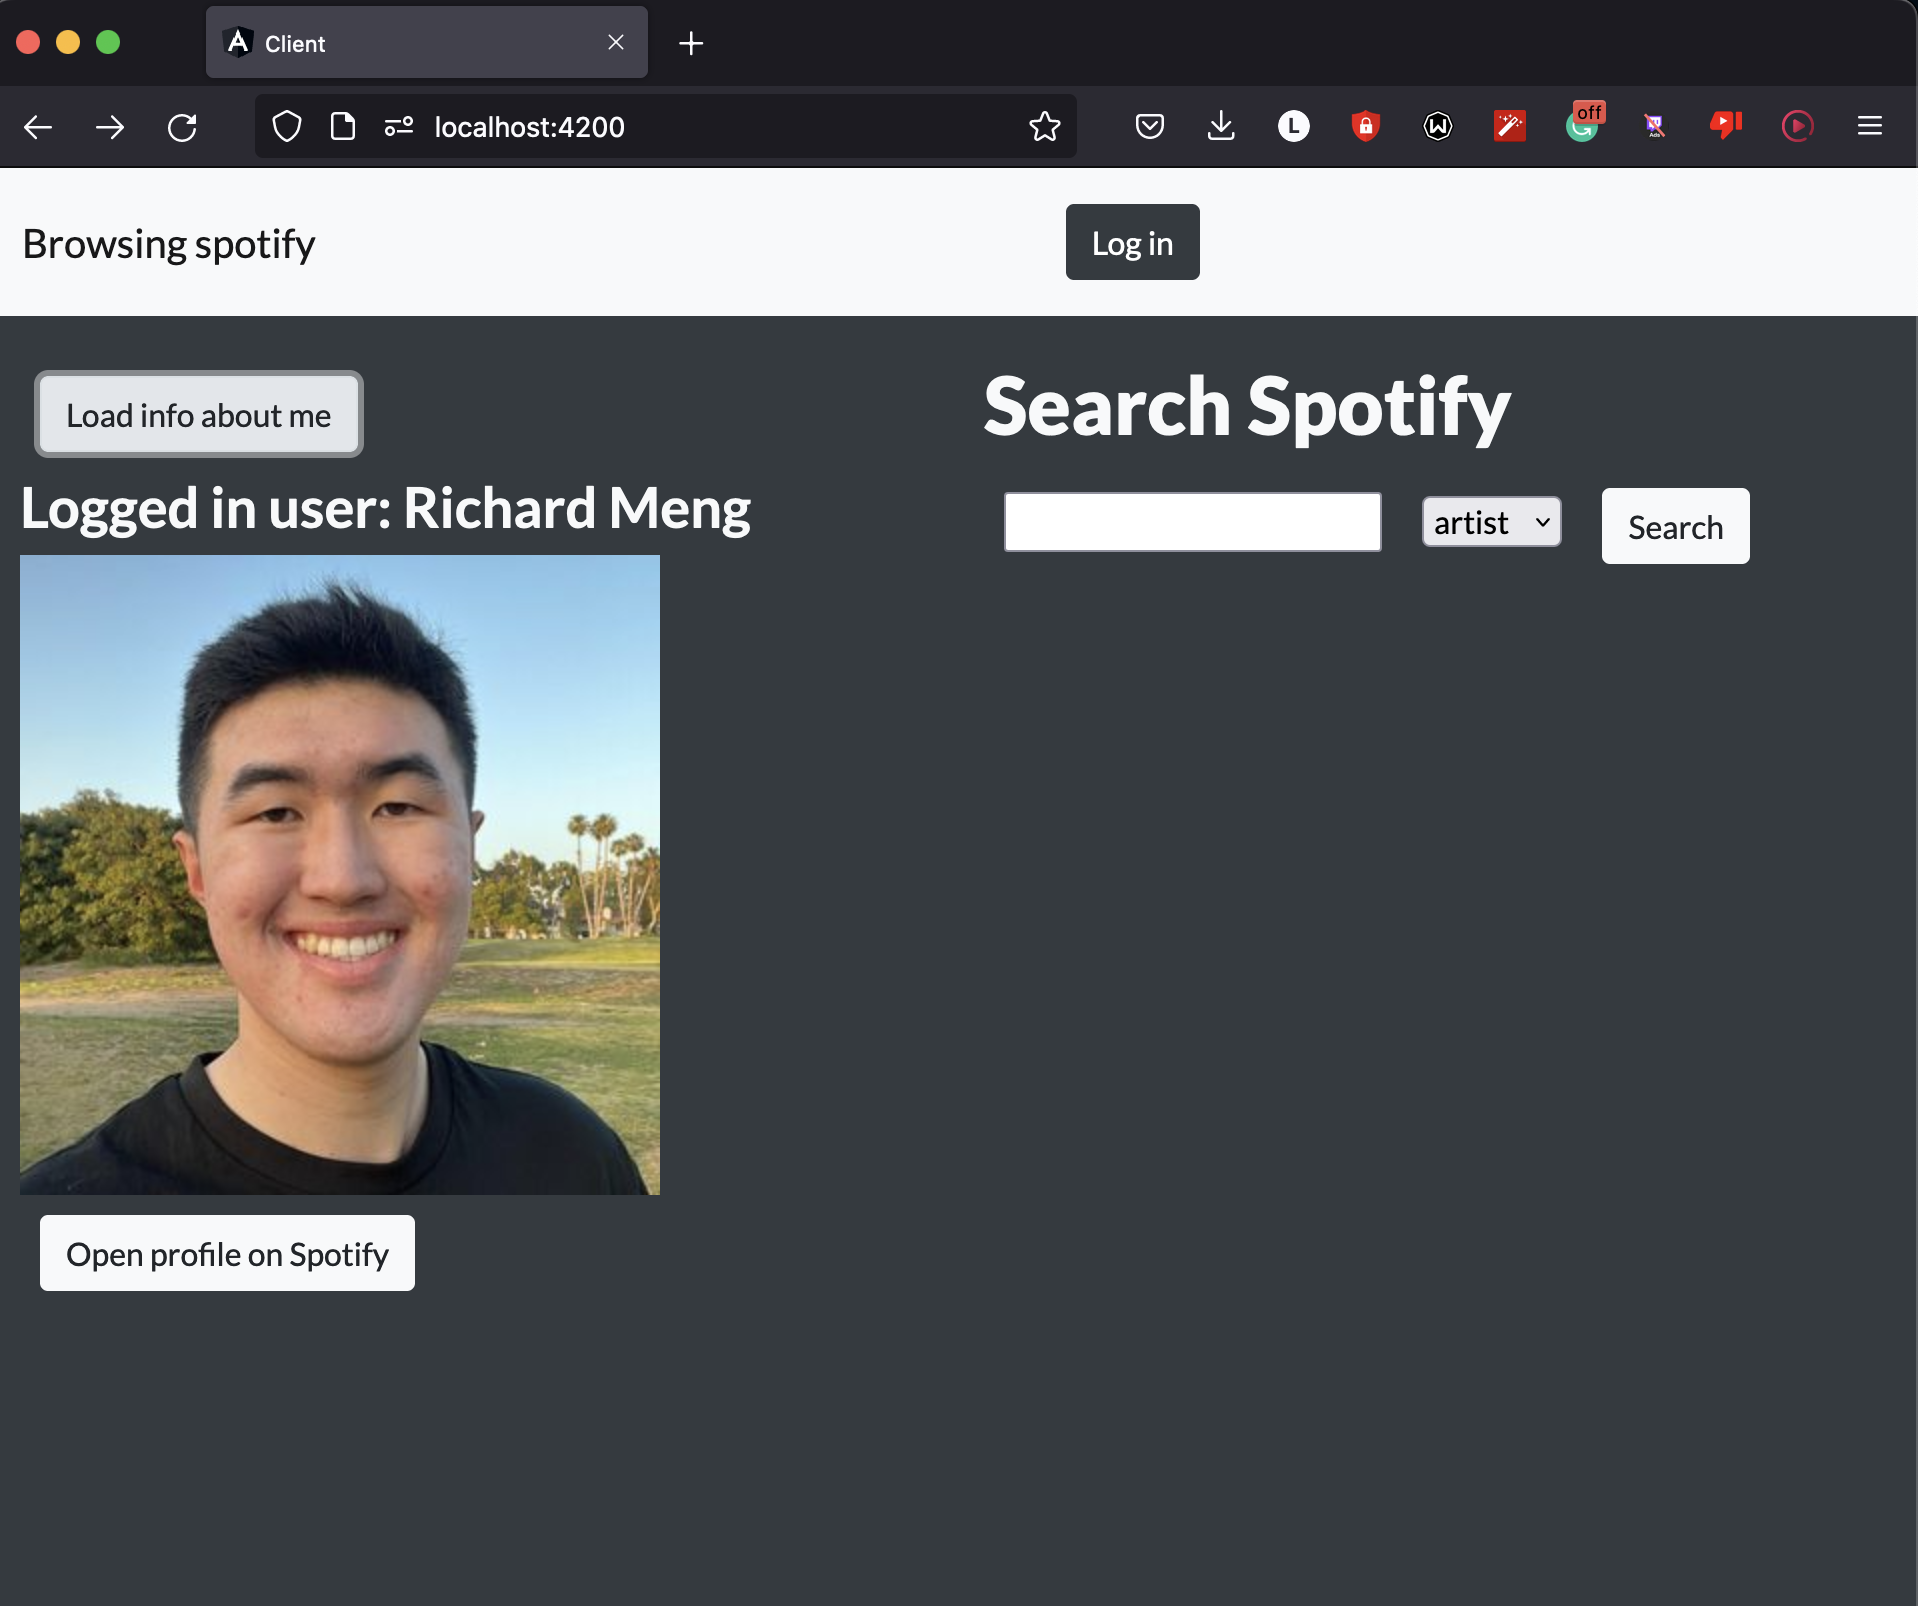 Client
localhost:4200
L
off
Ads
Browsing spotify
Log in
Load info about me
Logged in user: Richard Meng
Search Spotify
artist
Search
Open profile on Spotify